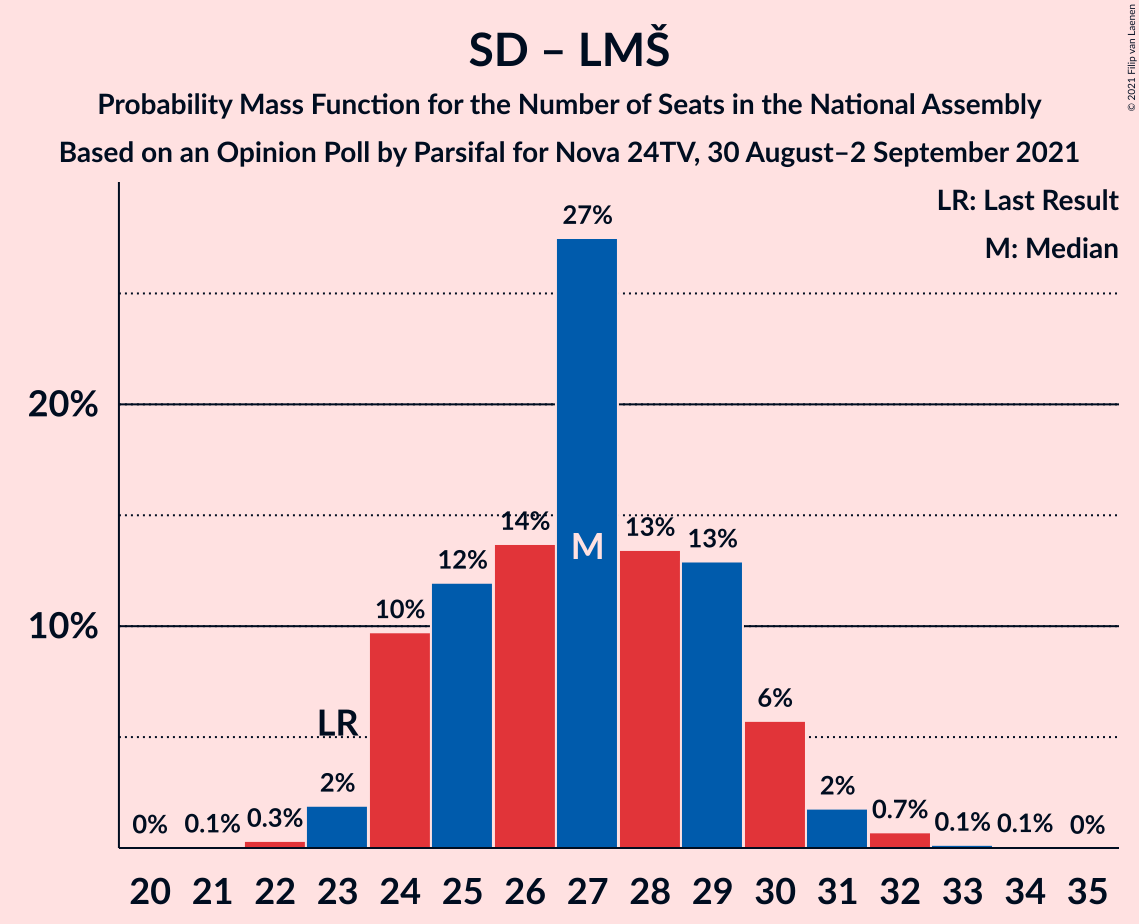 SD – LMŠ
Probability Mass Function for the Number of Seats in the National Assembly
Based on an Opinion Poll by Parsifal for Nova 24TV, 30 August–2 September 2021
© 2021 Filip van Laenen
LR: Last Result
M: Median
27%
20%
14%
13%
13%
12%
M
10%
10%
6%
LR
2%
2%
0%
0.1%
0.3%
0.7%
0.1%
0.1%
0%
20 21 22 23 24 25 26 27 28 29 30 31 32 33 34 35